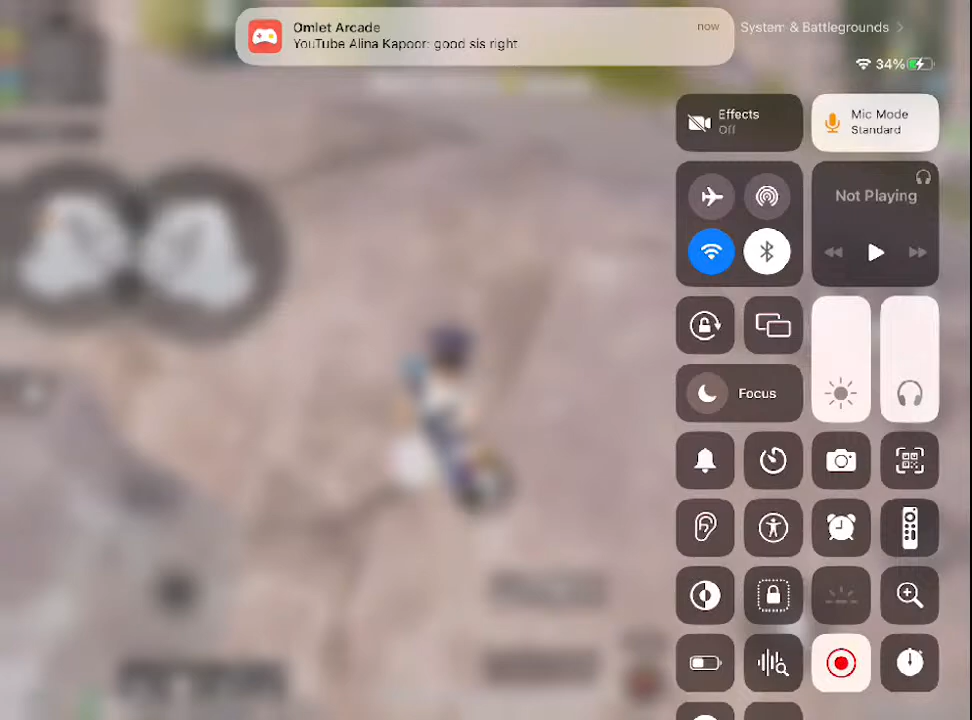 Omlet Arcade
now
YouTube Alina Kapoor: good sis right
System & Battlegrounds
34%
Effects
Off
Mic Mode
Standard
Not Playing
Focus